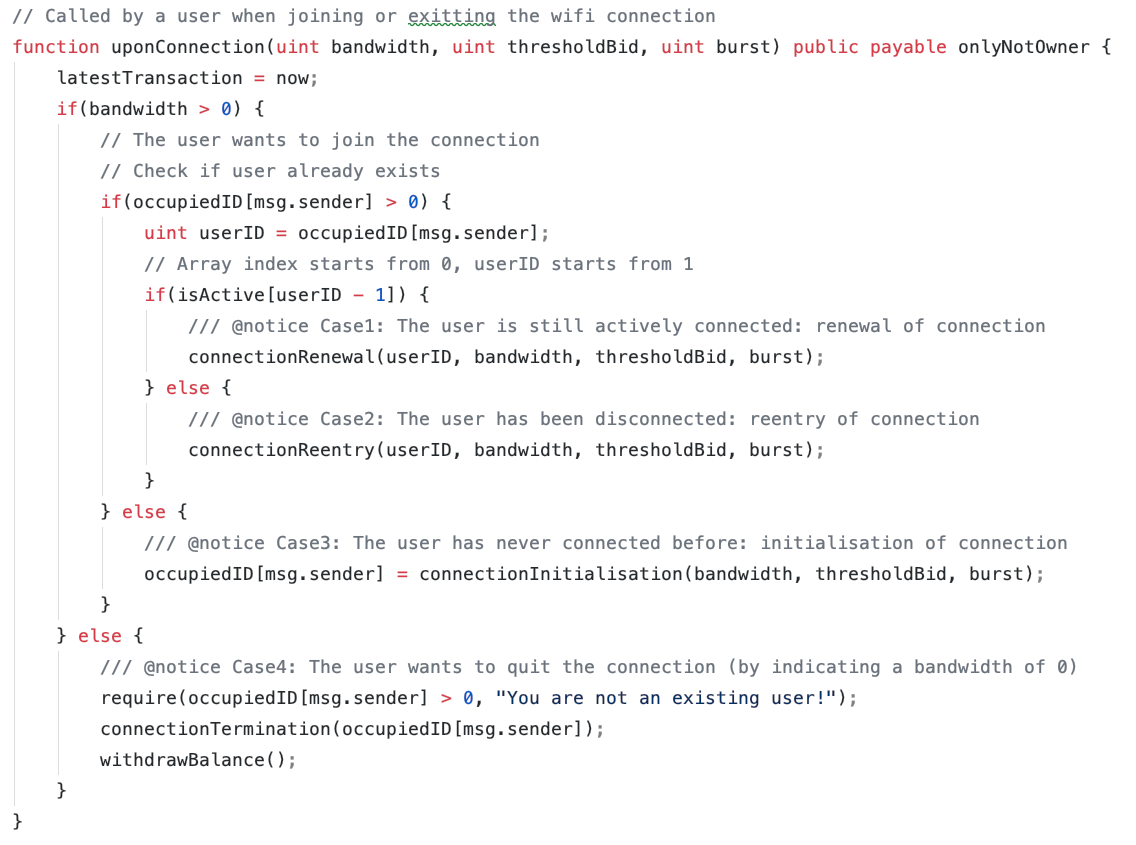 // Called by a user when joining or exitting the wifi connection
function uponConnection(uint bandwidth, uint thresholdBid, uint burst) public payable onlyNotOwner {
    latestTransaction = now;
    if(bandwidth > 0) {
        // The user wants to join the connection
        // Check if user already exists
        if(occupiedID[msg.sender] > 0) {
            uint userID = occupiedID[msg.sender];
            // Array index starts from 0, userID starts from 1
            if(isActive[userID - 1]) {
                /// @notice Case1: The user is still actively connected: renewal of connection
                connectionRenewal(userID, bandwidth, thresholdBid, burst);
            } else {
                /// @notice Case2: The user has been disconnected: reentry of connection
                connectionReentry(userID, bandwidth, thresholdBid, burst);
            }
        } else {
            /// @notice Case3: The user has never connected before: initialisation of connection
            occupiedID[msg.sender] = connectionInitialisation(bandwidth, thresholdBid, burst);
        }
    } else {
        /// @notice Case4: The user wants to quit the connection (by indicating a bandwidth of 0)
        require(occupiedID[msg.sender] > 0, "You are not an existing user!");
        connectionTermination(occupiedID[msg.sender]);
        withdrawBalance();
    }
}